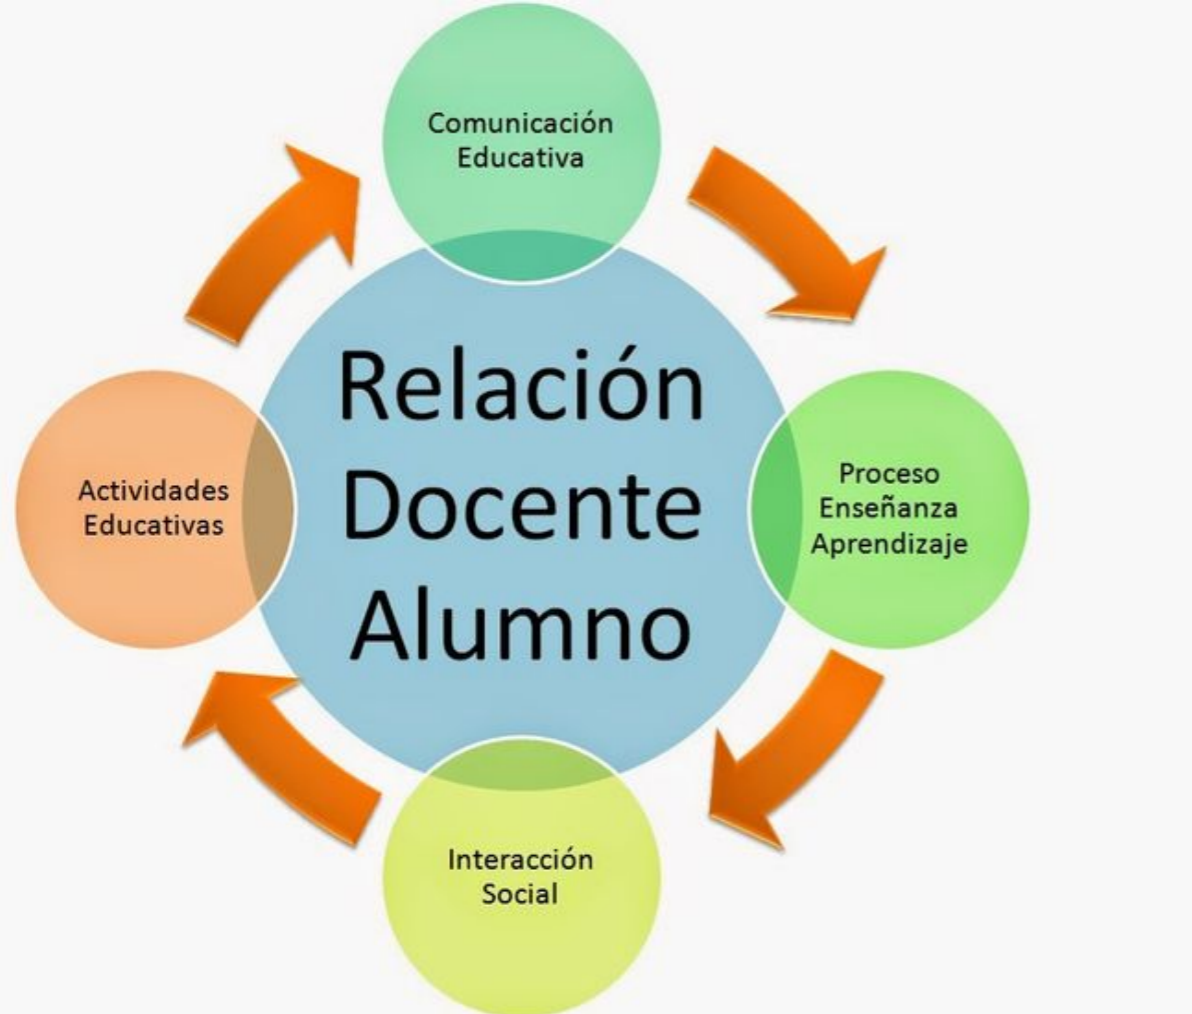 Comunicación
Educativa
Relación
Docente
Alumno
Proceso
Enseñanza
Aprendizaje
Actividades
Educativas
Interacción
Social